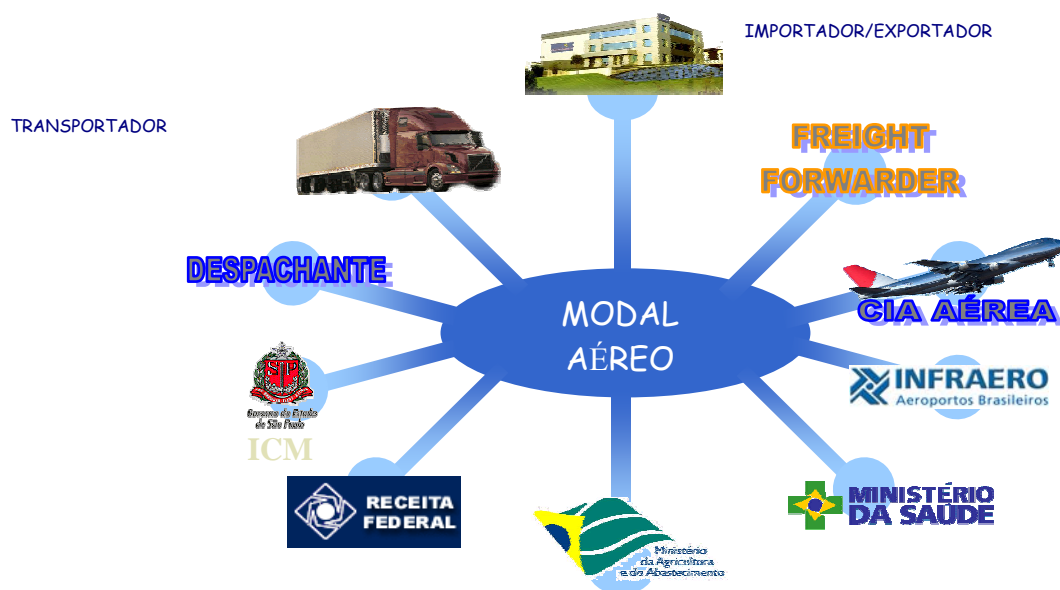 IMPORTADOR/EXPORTADOR
TRANSPORTADOR
FREIGHT
FORWARDER
DESPACHANTE
CIA AÉREA
MODAL
AÉREO
INFRAERO
Aeroportos Brasileiros
Governo do Estado
de São Paulo
ICM
RECEITA
FEDERAL
MINISTÉRIO
DA SAÚDE
Ministério
da Agricultura
e do Abastecimento